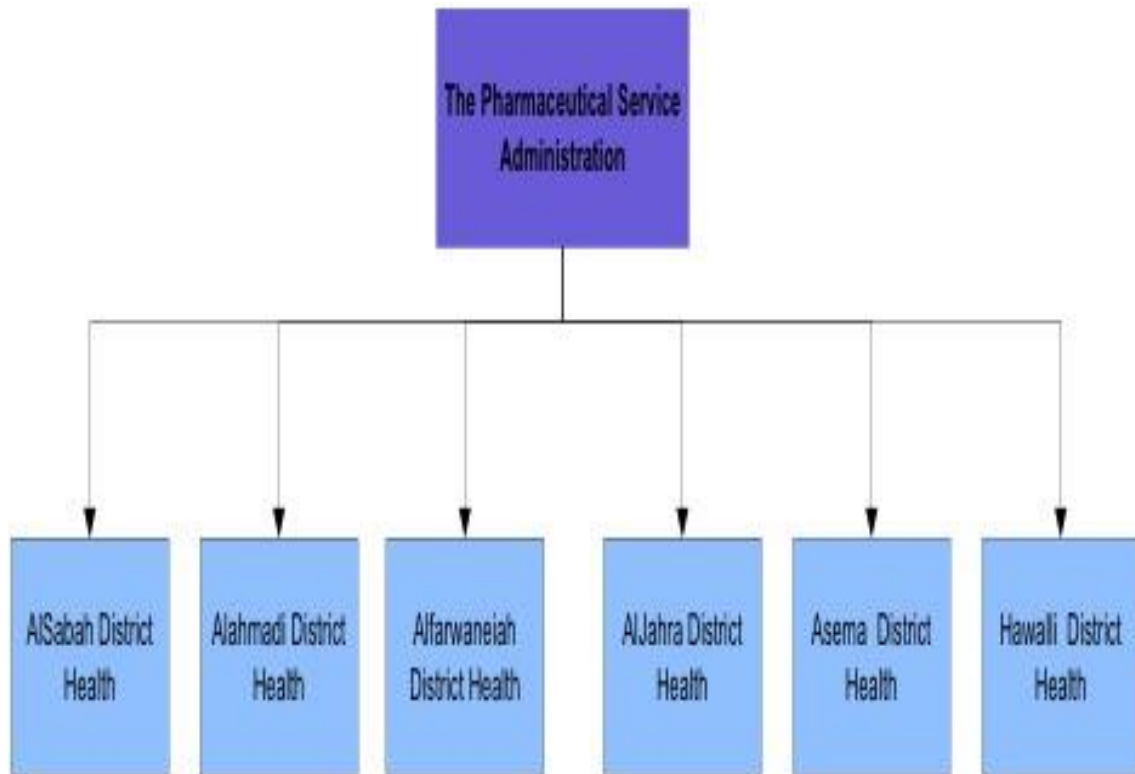 The Pharmaceutical Service
Administration
AlSabah District
Health
Alahmadi District
Health
Alfarwaneiah
District Health
AlJahra District
Health
Asema District
Health
Hawalli District
Health